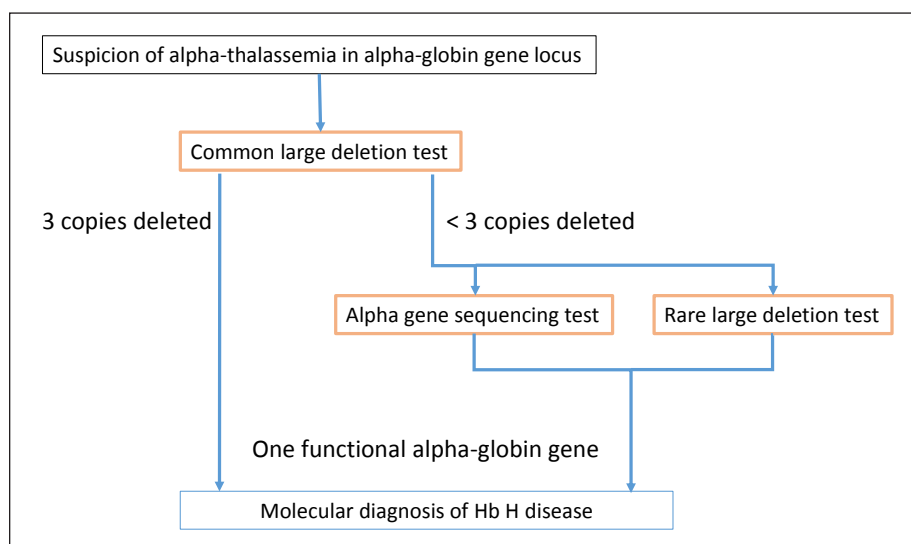 Suspicion of alpha-thalassemia in alpha-globin gene locus
Common large deletion test
3 copies deleted
< 3 copies deleted
Alpha gene sequencing test
Rare large deletion test
One functional alpha-globin gene
Molecular diagnosis of Hb H disease